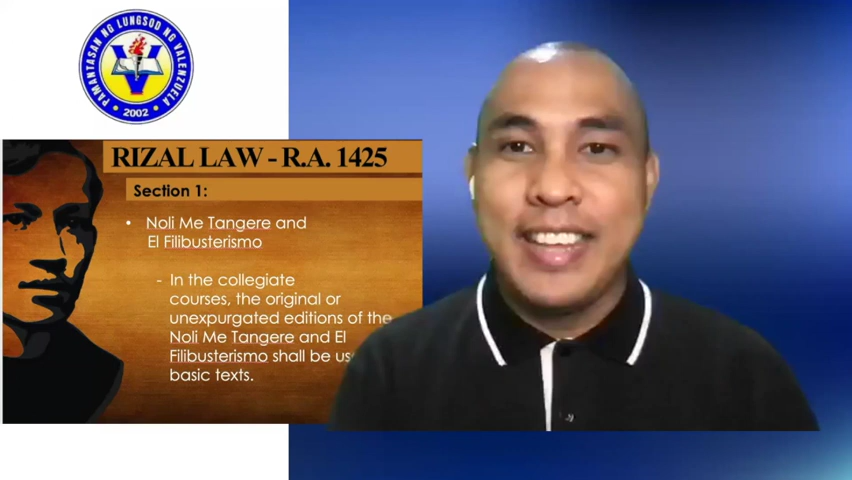 PAMANTASAN NG LUNGSOD NG VALENZUELA
2002
RIZAL LAW - R.A. 1425
Section 1:
• Noli Me Tangere and
El Filibusterismo
- In the collegiate
courses, the original or
unexpurgated editions of the
Noli Me Tangere and El
Filibusterismo shall be
basic texts.